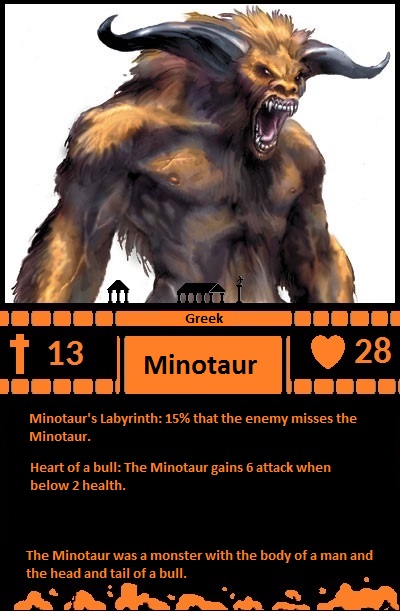 Greek
13
Minotaur
28
Minotaur's Labyrinth: 15% that the enemy misses the
Minotaur.
Heart of a bull: The Minotaur gains 6 attack when
below 2 health.
The Minotaur was a monster with the body of a man and
the head and tail of a bull.